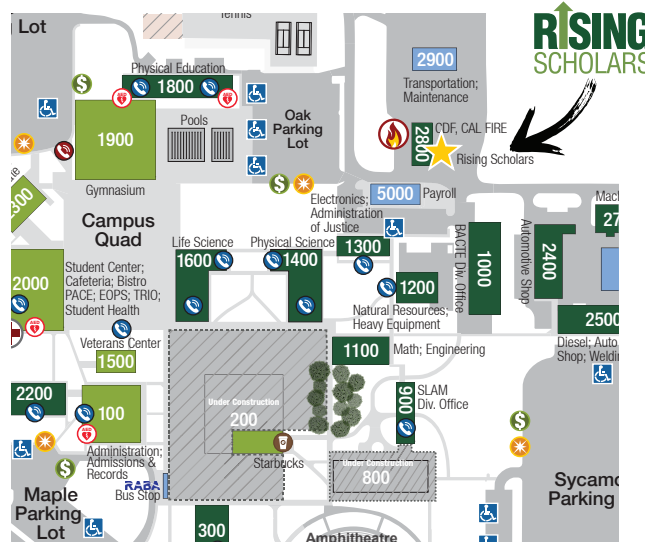 Lot
Tennis
RISING
SCHOLARS
Physical Education
1800
AED
AED
2900
Transportation;
Maintenance
Oak
Parking
Lot
Pools
1900
Gymnasium
CDF, CAL FIRE
2800
Rising Scholars
5000
Payroll
Electronics;
Administration
of Justice
1300
Campus
Quad
Life Science
1600
Physical Science
1400
BACTE Div. Office
1000
Automotive Shop
2400
2000
Student Center;
Cafeteria; Bistro
PACE; EOPS; TRIO;
Student Health
AED
1200
Natural Resources;
Heavy Equipment
2500
Diesel; Auto
Veterans Center
1500
1100
Math; Engineering
2200
100
AED
Administration;
Admissions &
Records
Under Construction
200
Starbucks
900
SLAM
Div. Office
Under Construction
800
RABA
Bus Stop
Maple
Parking
Lot
300
Amphitheatre
Parking